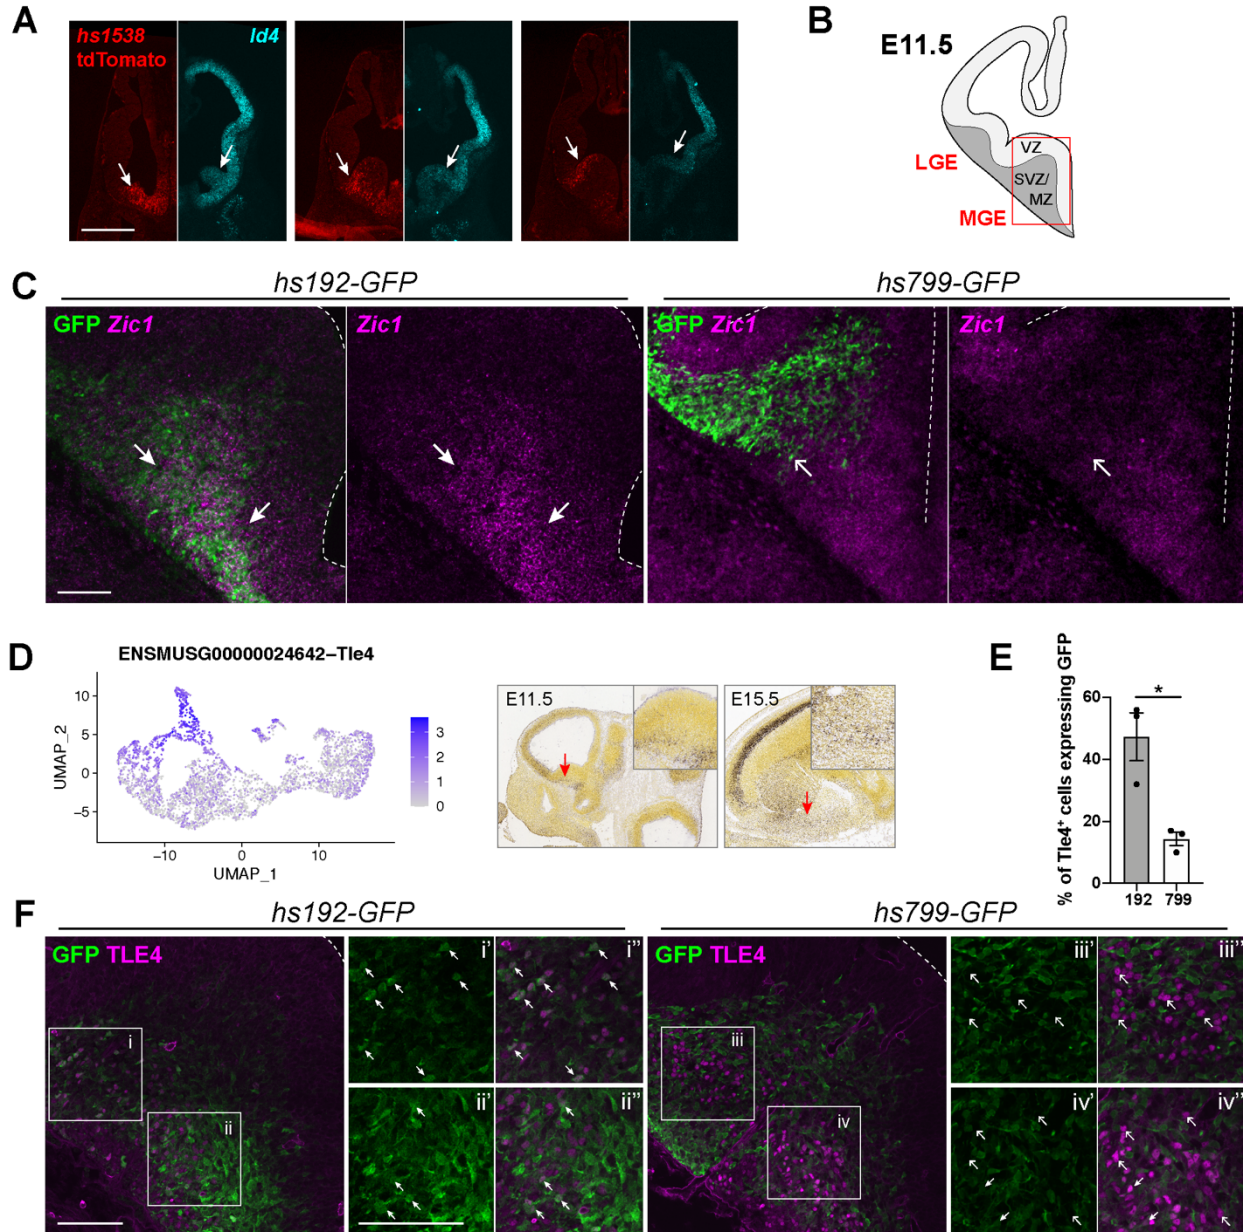 A
hs1538
tdTomato
Id4
B
E11.5
VZ
SVZ/
MZ
LGE
MGE
C
hs192-GFP
hs799-GFP
GFP Zic1
Zic1
GFP Zic1
Zic1
D
ENSMUSG00000024642–Tle4
10
5
0
−5
UMAP_2
−10
0
10
UMAP_1
3
2
1
0
E11.5
E15.5
E
% of Tle4+ cells expressing GFP
60
40
20
0
*
192
799
F
hs192-GFP
hs799-GFP
GFP TLE4
i
ii
i'
i"
ii'
ii"
GFP TLE4
iii
iv
iii'
iii"
iv'
iv"